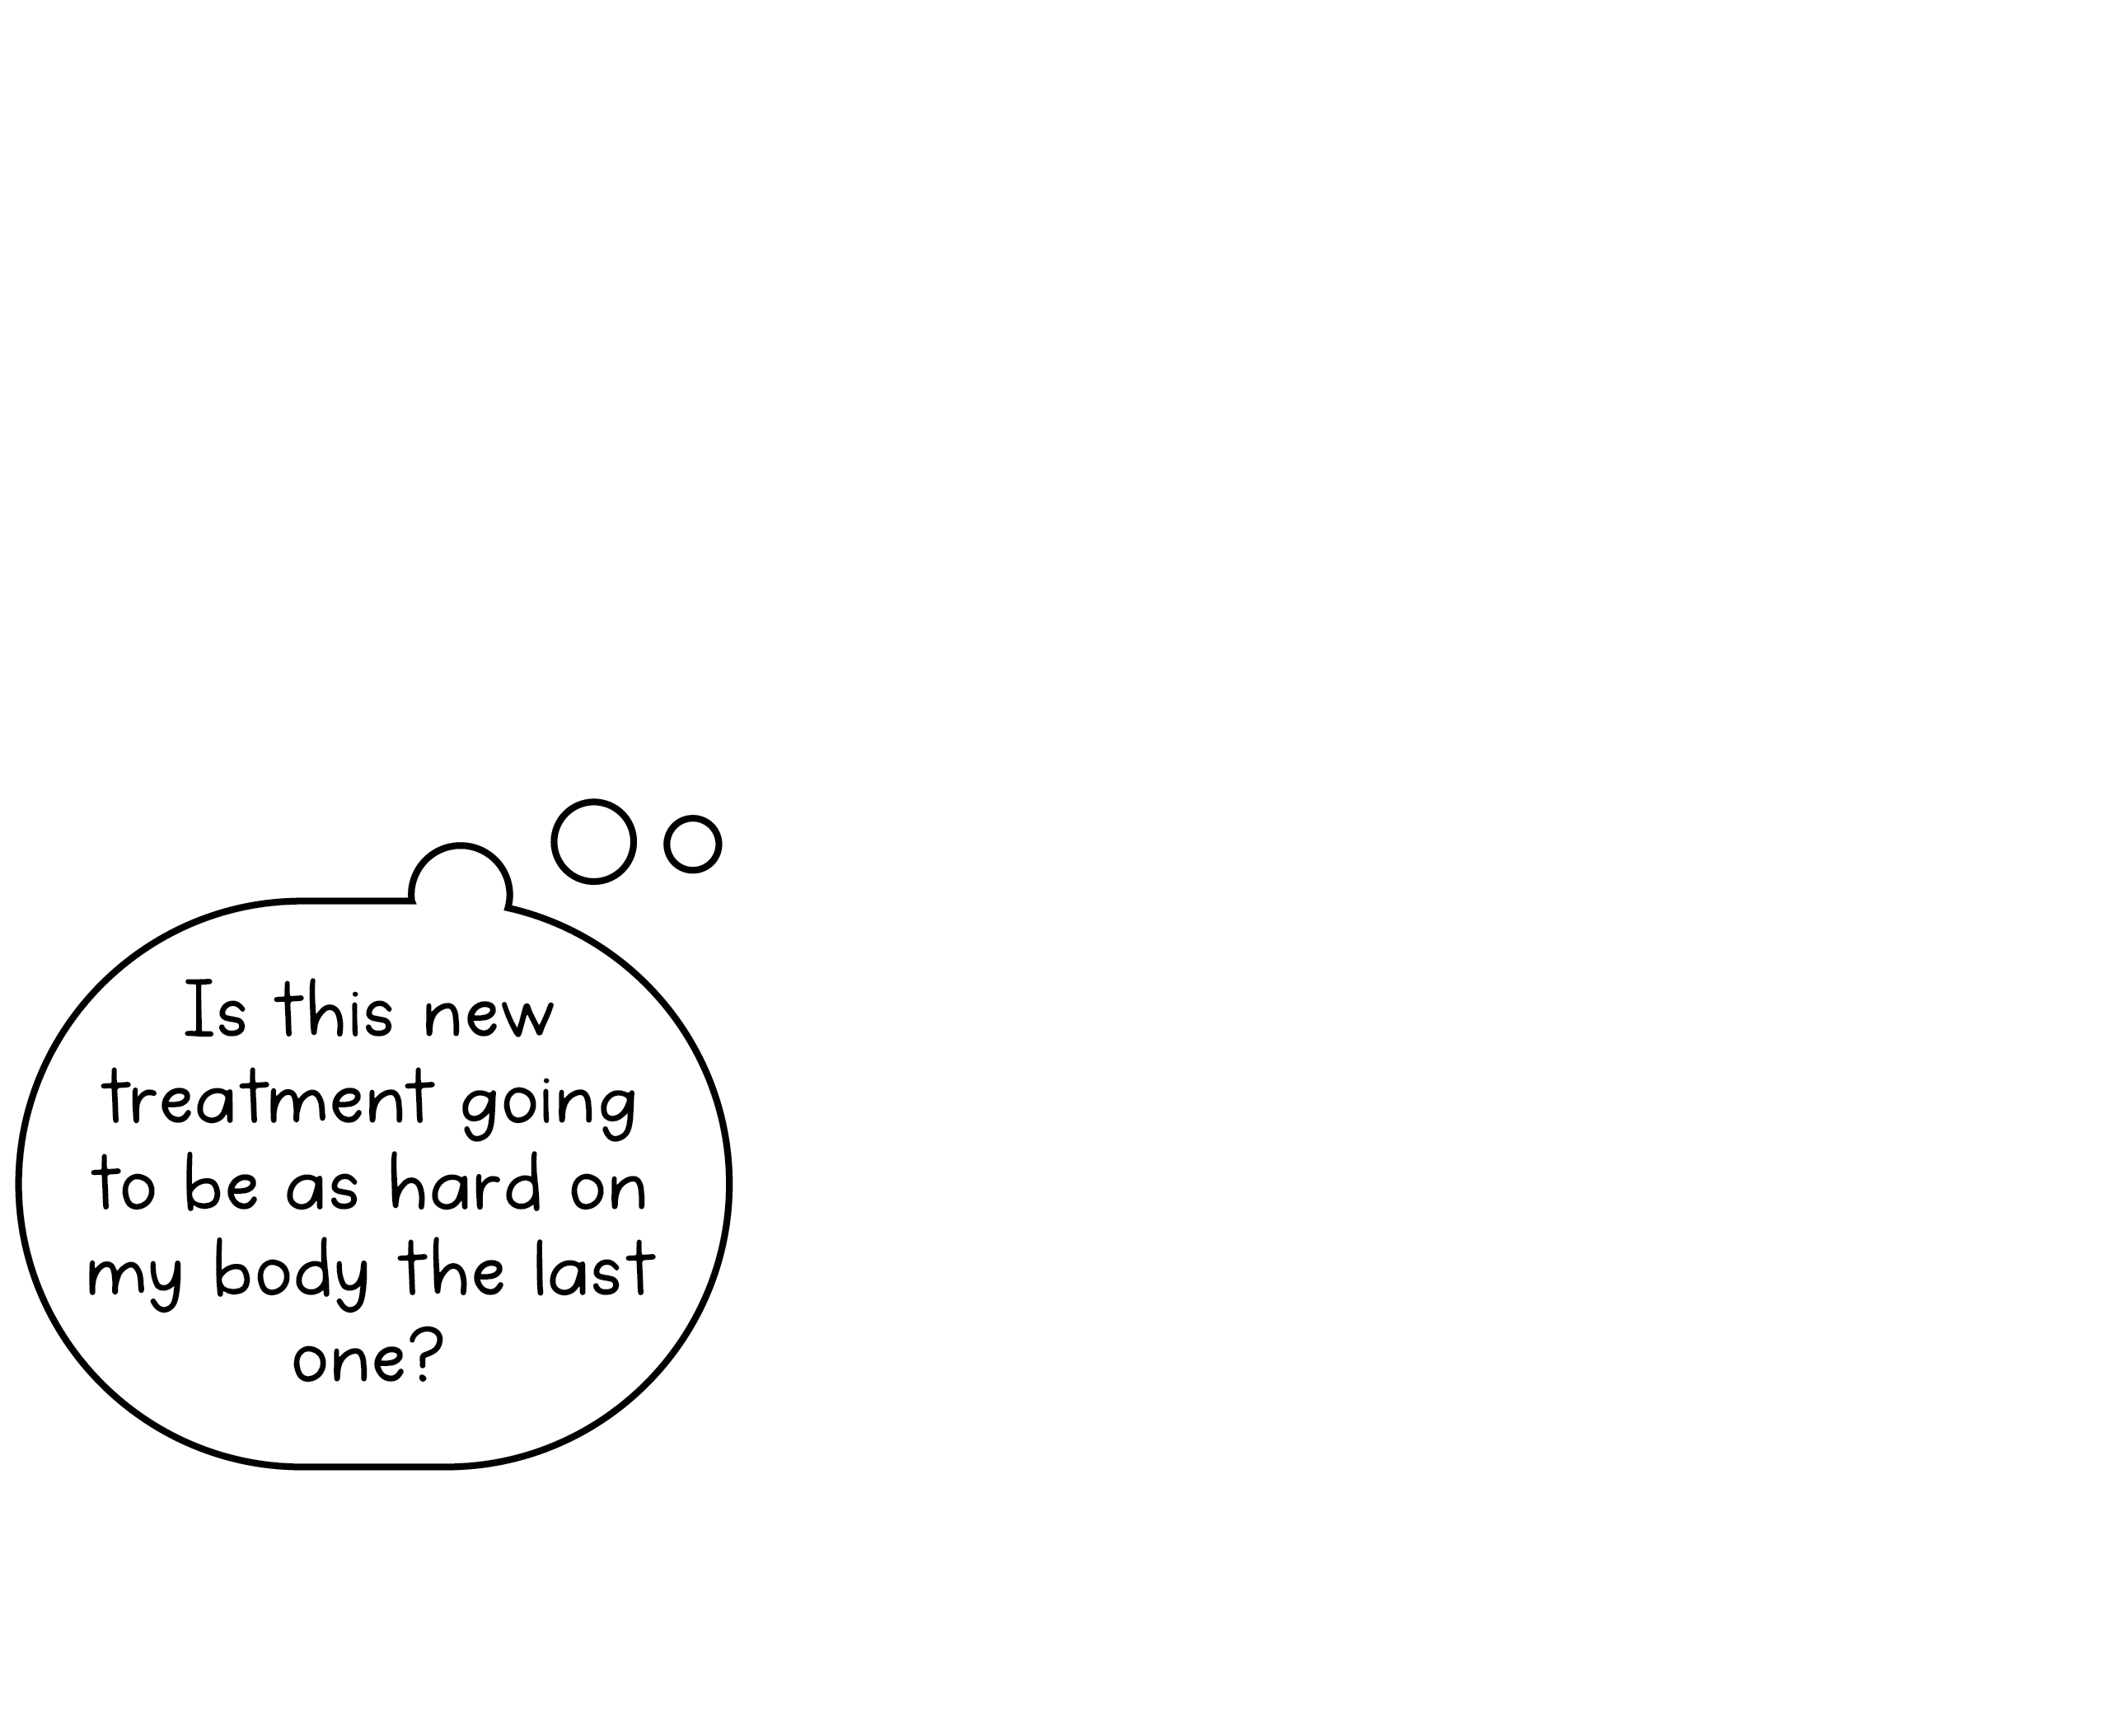 Is this new
treatment going
to be as hard on
my body the last
one?